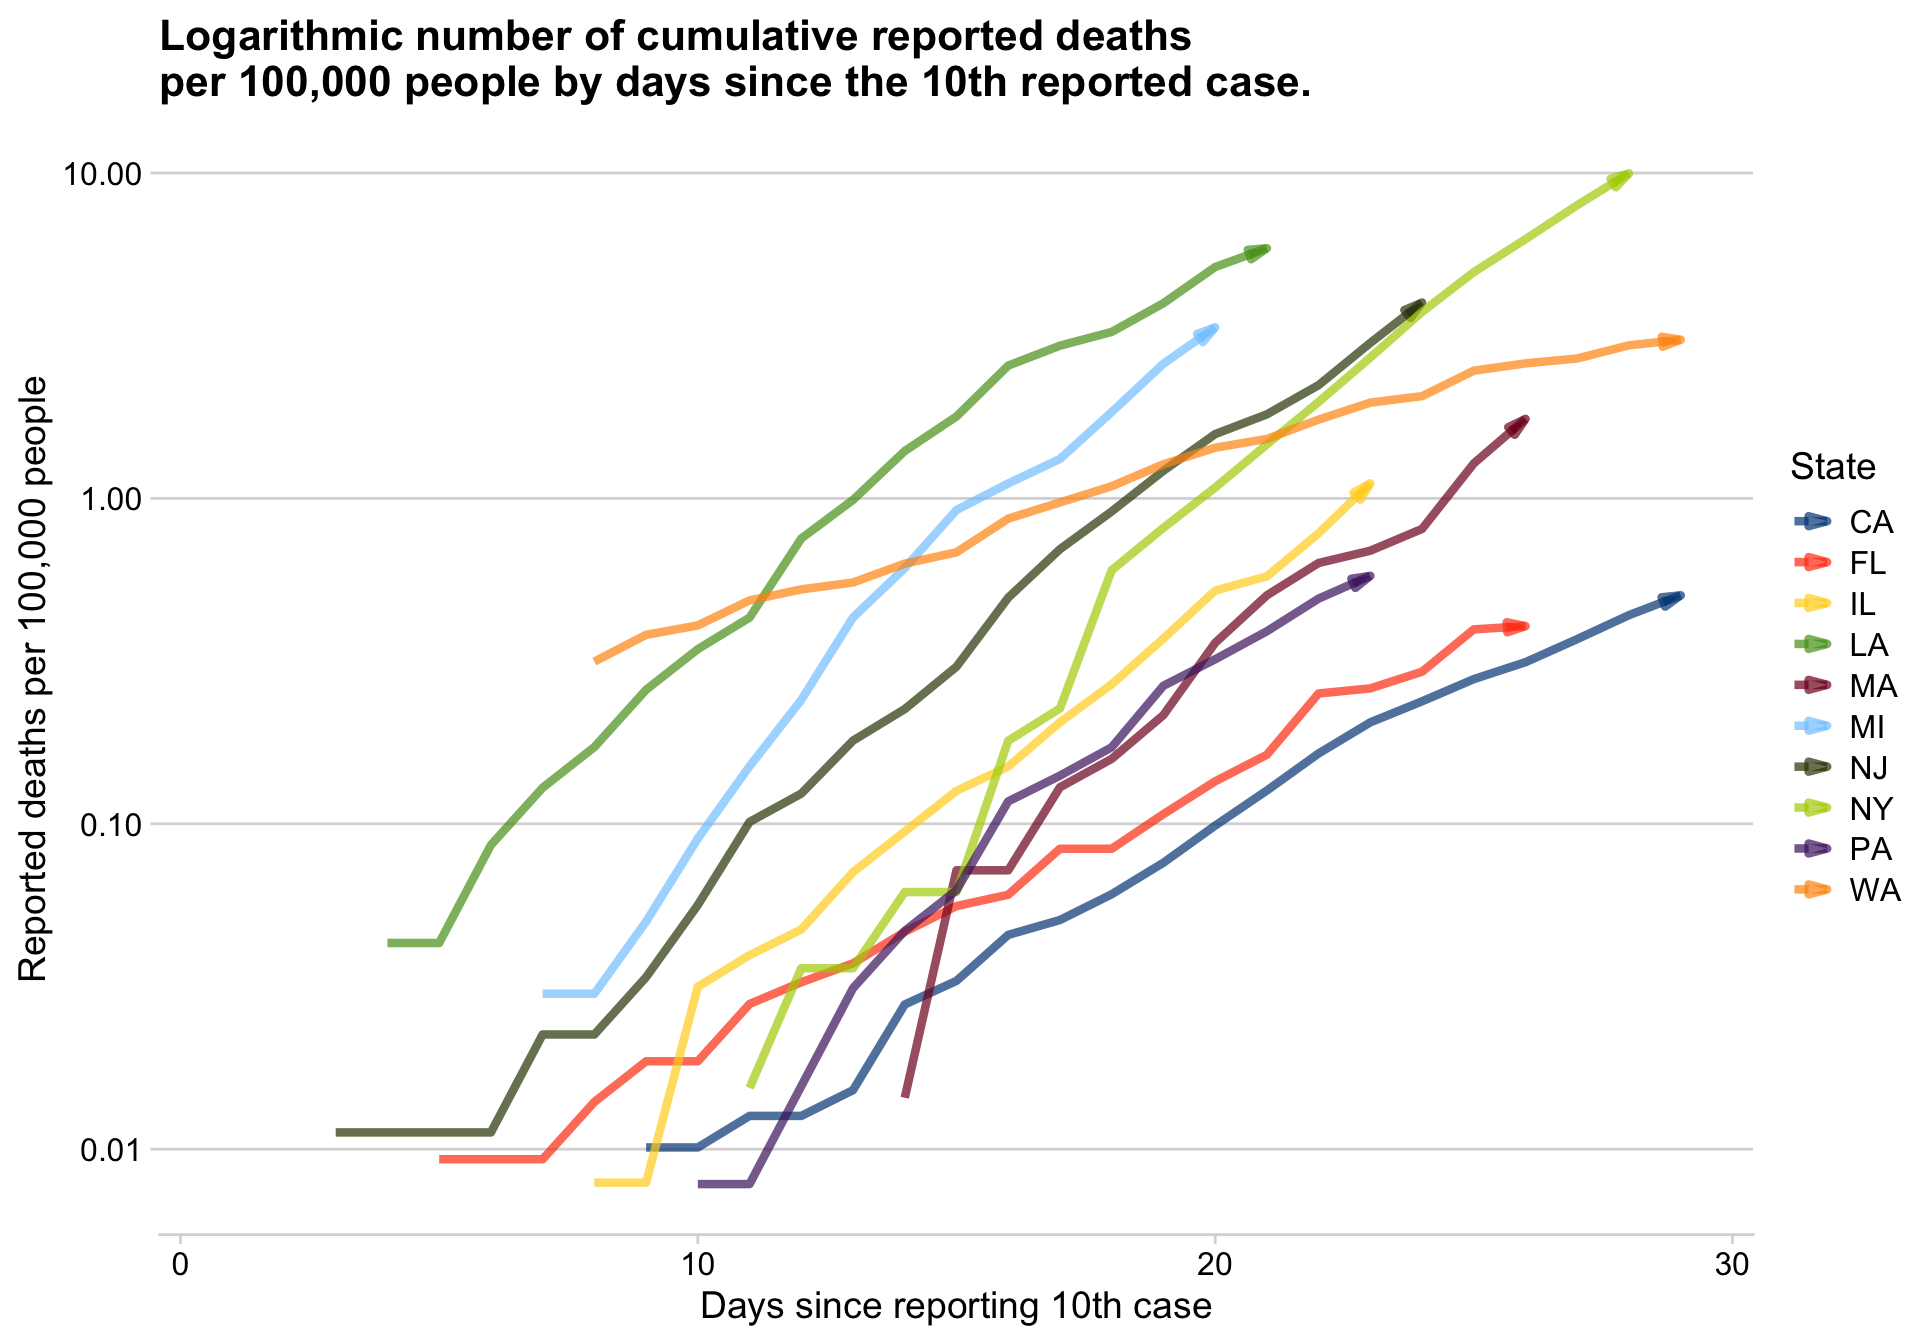 Logarithmic number of cumulative reported deaths
per 100,000 people by days since the 10th reported case.
Reported deaths per 100,000 people
10.00
1.00
0.10
0.01
0
10
20
30
Days since reporting 10th case
State
CA
FL
IL
LA
MA
MI
NJ
NY
PA
WA